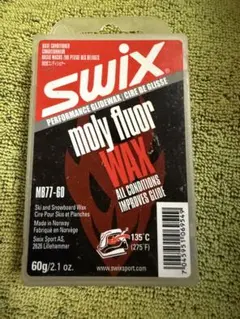 BASE CONDITIONER
swix
PERFORMANCE GLIDEWAX / CIRE DE GLISSE
moly fluor
WAX
ALL CONDITIONS
IMPROVES GLIDE
MB77-60
Ski and Snowboard Wax
Cire Pour Skis et Planches
Made in Norway
Fabriqué en Norvège
Swix Sport AS,
2626 Lillehammer
135°C
(275°F)
60g/2.1 oz.
www.swixsport.com